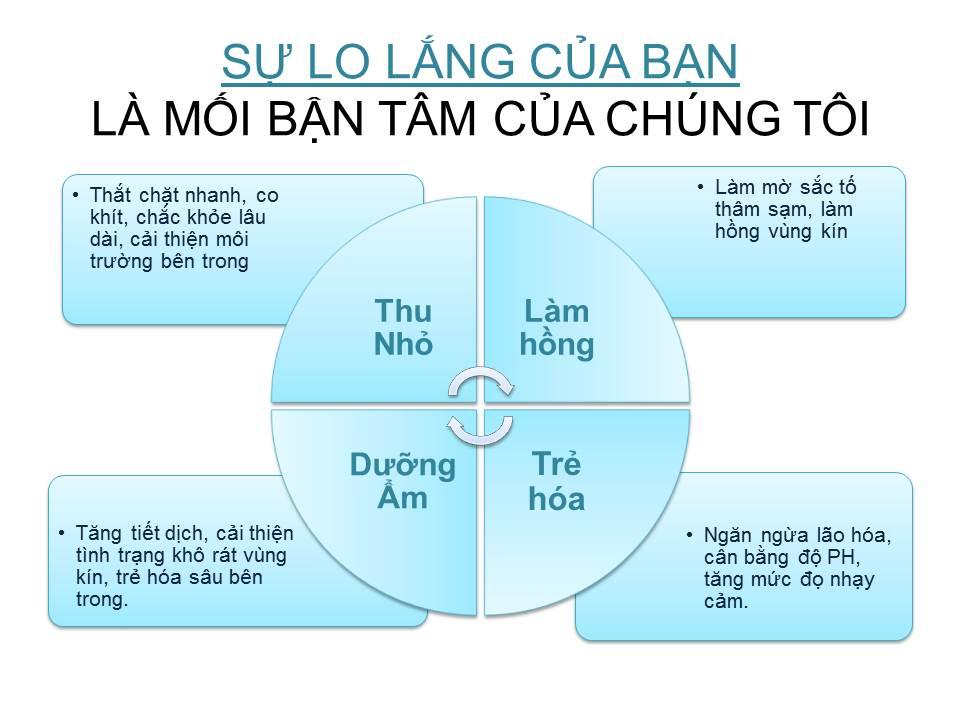 SỰ LO LẮNG CỦA BẠN
LÀ MỐI BẬN TÂM CỦA CHÚNG TÔI
• Thắt chặt nhanh, co
khít, chắc khỏe lâu
dài, cải thiện môi
trường bên trong
• Làm mờ sắc tố
thâm sạm, làm
hồng vùng kín
Thu
Nhỏ
Làm
hồng
Dưỡng
Ẩm
Trẻ
hóa
• Tăng tiết dịch, cải thiện
tình trạng khô rát vùng
kín, trẻ hóa sâu bên
trong.
• Ngăn ngừa lão hóa,
cân bằng độ PH,
tăng mức đọ nhạy
cảm.